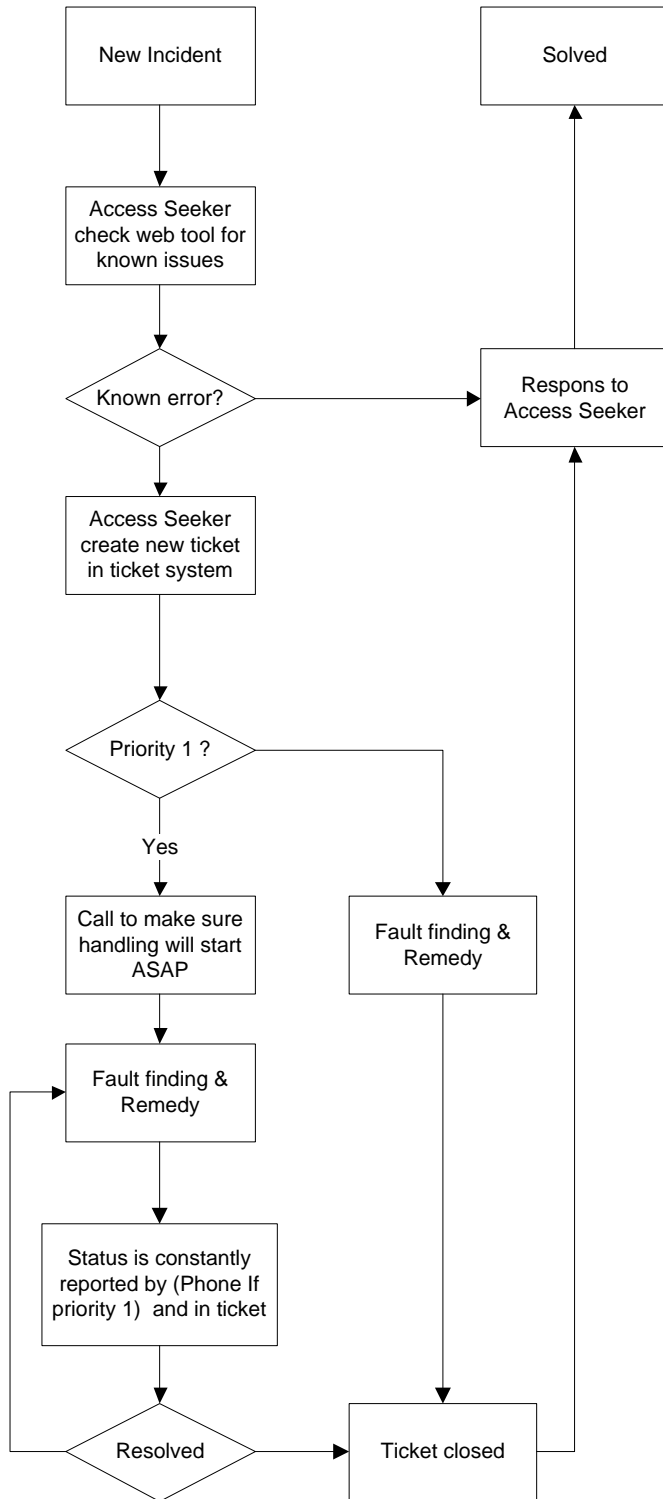 New Incident
Solved
Access Seeker
check web tool for
known issues
Known error?
Respons to
Access Seeker
Access Seeker
create new ticket
in ticket system
Priority 1 ?
Yes
Call to make sure
handling will start
ASAP
Fault finding &
Remedy
Fault finding &
Remedy
Status is constantly
reported by (Phone If
priority 1)  and in ticket
Resolved
Ticket closed